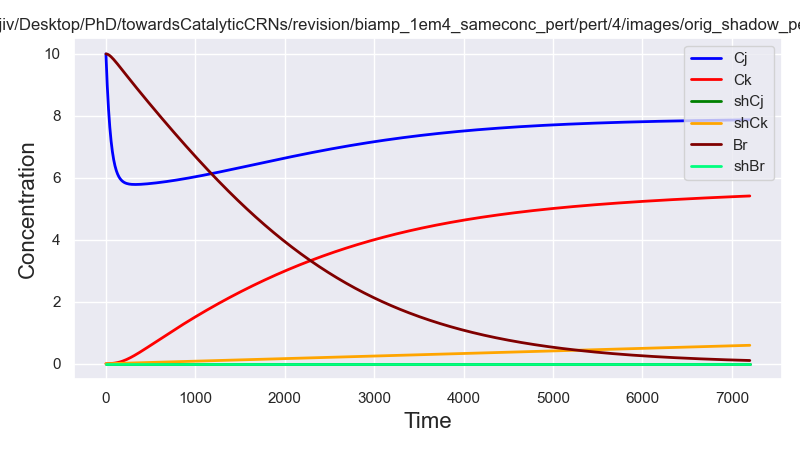 jiv/Desktop/PhD/towardsCatalyticCRNs/revision/biamp_1em4_sameconc_pert/pert/4/images/orig_shadow_pe
10
8
6
4
2
0
Concentration
Cj
Ck
shCj
shCk
Br
shBr
0 1000 2000 3000 4000 5000 6000 7000
Time